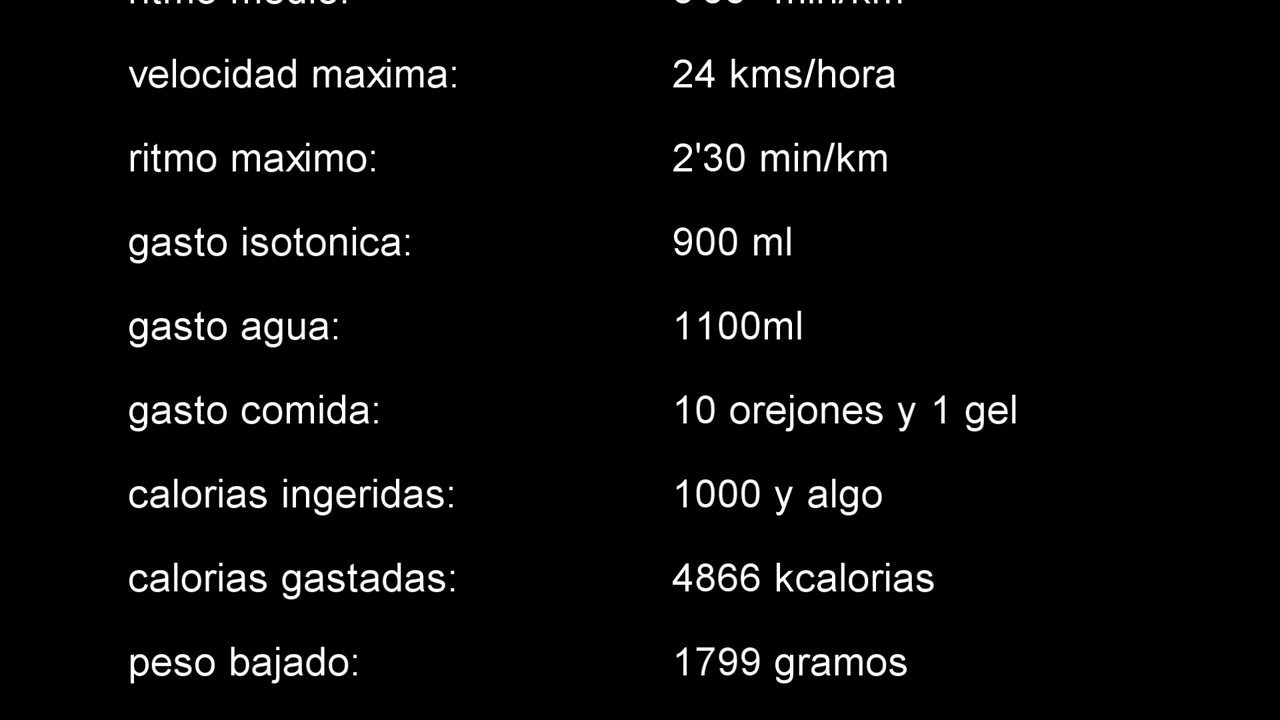 velocidad maxima: 24 kms/hora
ritmo maximo: 2'30 min/km
gasto isotonica: 900 ml
gasto agua: 1100ml
gasto comida: 10 orejones y 1 gel
calorias ingeridas: 1000 y algo
calorias gastadas: 4866 kcalorias
peso bajado: 1799 gramos